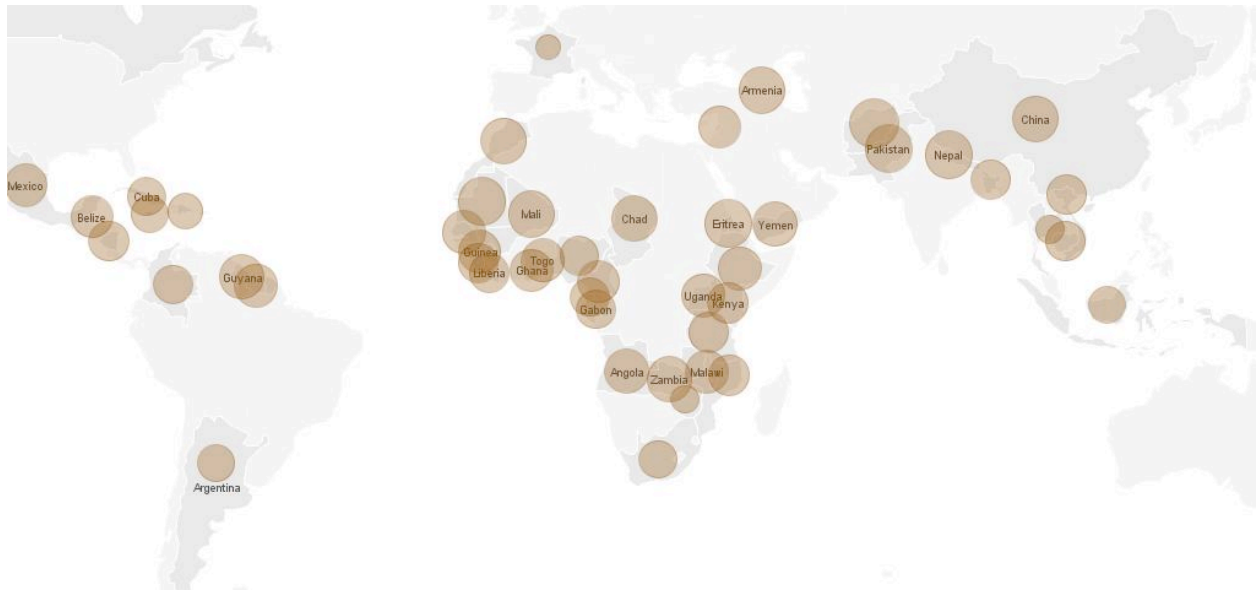 Armenia
China
Pakistan
Nepal
Mexico
Cuba
Belize
Mali
Chad
Eritrea
Yemen
Guinea
Togo
Liberia
Ghana
Guyana
Uganda
Kenya
Gabon
Angola
Zambia
Malawi
Argentina